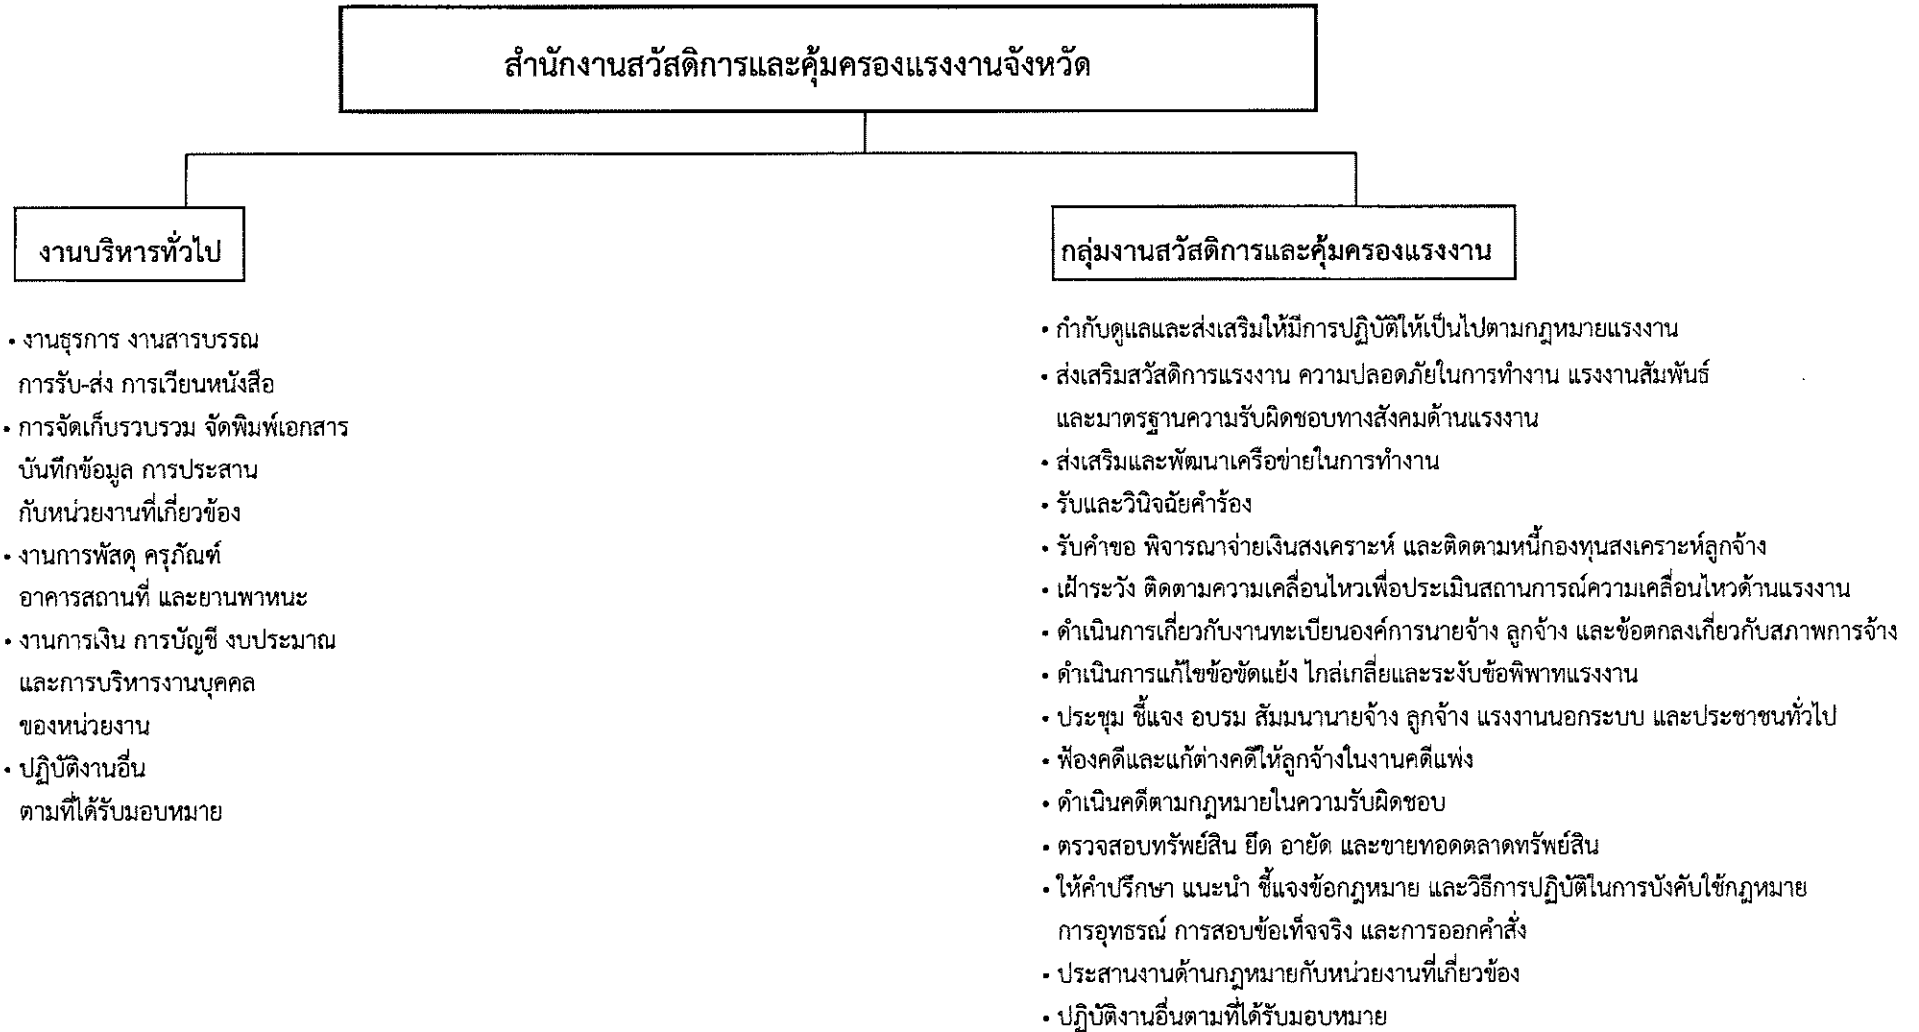 สำนักงานสวัสดิการและคุ้มครองแรงงานจังหวัด
งานบริหารทั่วไป
• งานธุรการ งานสารบรรณ
การรับ-ส่ง การเวียนหนังสือ
• การจัดเก็บรวบรวม จัดพิมพ์เอกสาร
บันทึกข้อมูล การประสาน
กับหน่วยงานที่เกี่ยวข้อง
• งานการพัสดุ ครุภัณฑ์
อาคารสถานที่ และยานพาหนะ
• งานการเงิน การบัญชี งบประมาณ
และการบริหารงานบุคคล
ของหน่วยงาน
• ปฏิบัติงานอื่น
ตามที่ได้รับมอบหมาย
กลุ่มงานสวัสดิการและคุ้มครองแรงงาน
• กำกับดูแลและส่งเสริมให้มีการปฏิบัติให้เป็นไปตามกฎหมายแรงงาน
• ส่งเสริมสวัสดิการแรงงาน ความปลอดภัยในการทำงาน แรงงานสัมพันธ์
และมาตรฐานความรับผิดชอบทางสังคมด้านแรงงาน
• ส่งเสริมและพัฒนาเครือข่ายในการทำงาน
• รับและวินิจฉัยคำร้อง
• รับคำขอ พิจารณาจ่ายเงินสงเคราะห์ และติดตามหนี้กองทุนสงเคราะห์ลูกจ้าง
• เฝ้าระวัง ติดตามความเคลื่อนไหวเพื่อประเมินสถานการณ์ความเคลื่อนไหวด้านแรงงาน
• ดำเนินการเกี่ยวกับงานทะเบียนองค์การนายจ้าง ลูกจ้าง และข้อตกลงเกี่ยวกับสภาพการจ้าง
• ดำเนินการแก้ไขข้อขัดแย้ง ไกล่เกลี่ยและระงับข้อพิพาทแรงงาน
• ประชุม ชี้แจง อบรม สัมมนานายจ้าง ลูกจ้าง แรงงานนอกระบบ และประชาชนทั่วไป
• ฟ้องคดีและแก้ต่างคดีให้ลูกจ้างในงานคดีแพ่ง
• ดำเนินคดีตามกฎหมายในความรับผิดชอบ
• ตรวจสอบทรัพย์สิน ยึด อายัด และขายทอดตลาดทรัพย์สิน
• ให้คำปรึกษา แนะนำ ชี้แจงข้อกฎหมาย และวิธีการปฏิบัติในการบังคับใช้กฎหมาย
การอุทธรณ์ การสอบข้อเท็จจริง และการออกคำสั่ง
• ประสานงานด้านกฎหมายกับหน่วยงานที่เกี่ยวข้อง
• ปฏิบัติงานอื่นตามที่ได้รับมอบหมาย